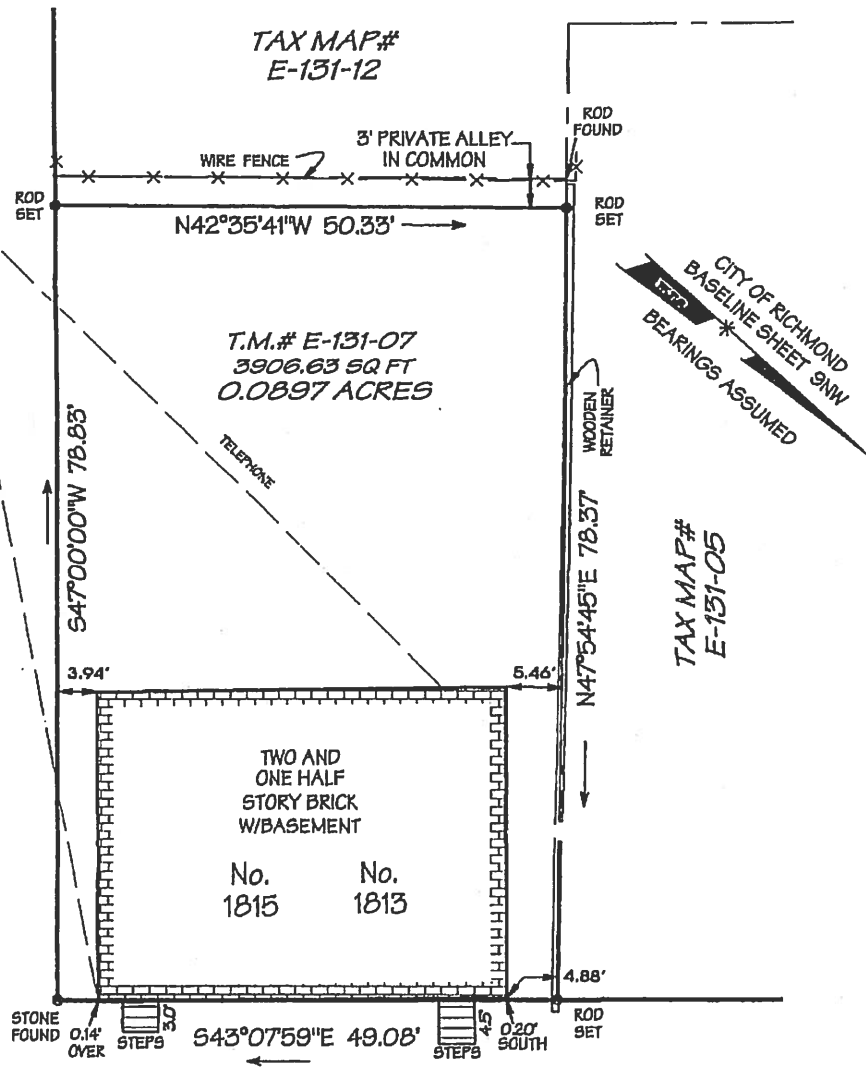 TAX MAP#
E-131-12
ROD
FOUND
3' PRIVATE ALLEY
IN COMMON
WIRE FENCE
ROD
SET
ROD
SET
N42°35'41"W 50.33'
CITY OF RICHMOND
BASELINE SHEET 9NW
BEARINGS ASSUMED
T.M.# E-131-07
3906.63 SQ FT
0.0897 ACRES
WOODEN
RETAINER
TELEPHONE
S47°00'00"W 78.83'
N47°54'45"E 78.37'
TAX MAP#
E-131-05
3.94'
5.46'
TWO AND
ONE HALF
STORY BRICK
W/BASEMENT
No.
1815
No.
1813
4.88'
STONE
FOUND
0.14'
OVER
3.0'
STEPS
S43°07'59"E 49.08'
4.5'
STEPS
0.20'
SOUTH
ROD
SET